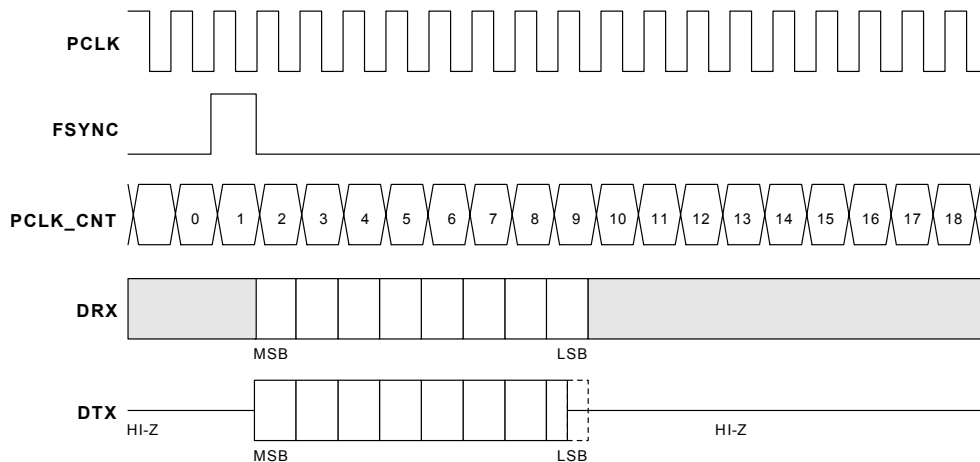 PCLK
FSYNC
PCLK_CNT 0 1 2 3 4 5 6 7 8 9 10 11 12 13 14 15 16 17 18
DRX
MSB LSB
DTX
HI-Z HI-Z
MSB LSB